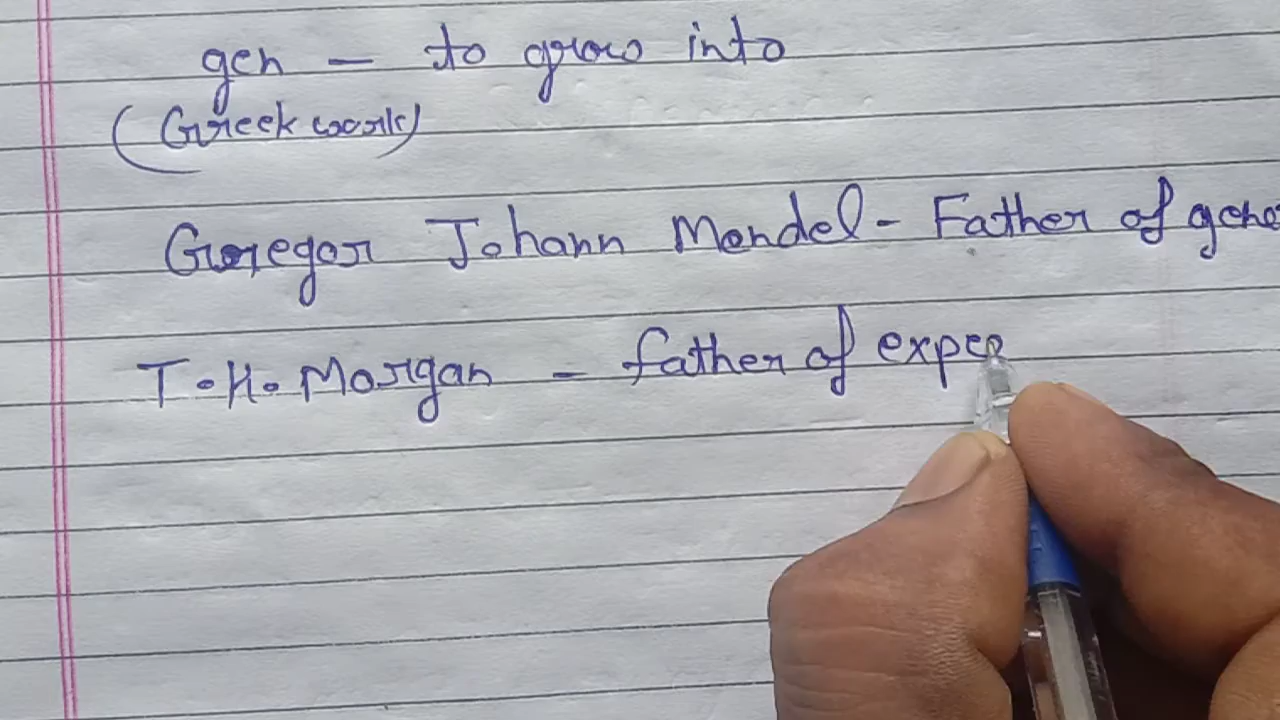 gen - to grow into
(Greek work)
Gregor Johann Mendel - Father of gene
T.H. Morgan - father of expe